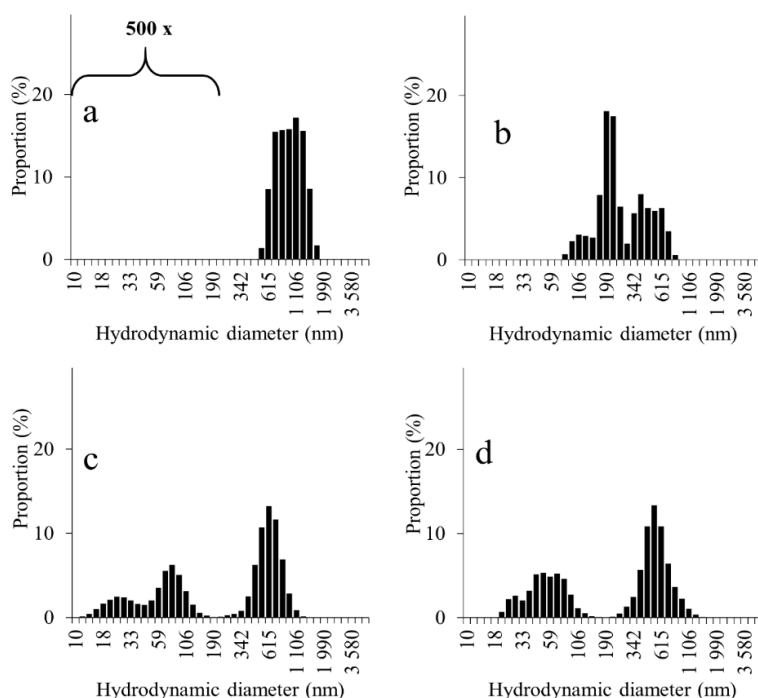 500 x
Proportion (%)
20
10
0
a
10 18 33 59 106 190 342 615 1 106 1 990 3 580
Hydrodynamic diameter (nm)
Proportion (%)
20
10
0
b
10 18 33 59 106 190 342 615 1 106 1 990 3 580
Hydrodynamic diameter (nm)
Proportion (%)
20
10
0
c
10 18 33 59 106 190 342 615 1 106 1 990 3 580
Hydrodynamic diameter (nm)
Proportion (%)
20
10
0
d
10 18 33 59 106 190 342 615 1 106 1 990 3 580
Hydrodynamic diameter (nm)